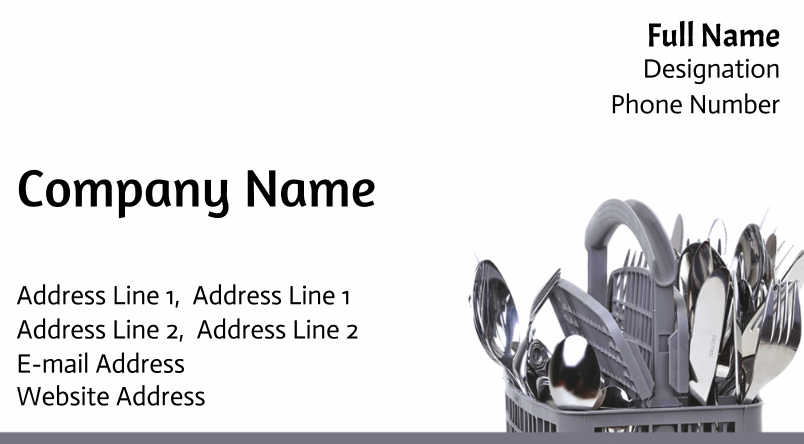 Full Name
Designation
Phone Number
Company Name
Address Line 1,  Address Line 1
Address Line 2,  Address Line 2
E-mail Address
Website Address